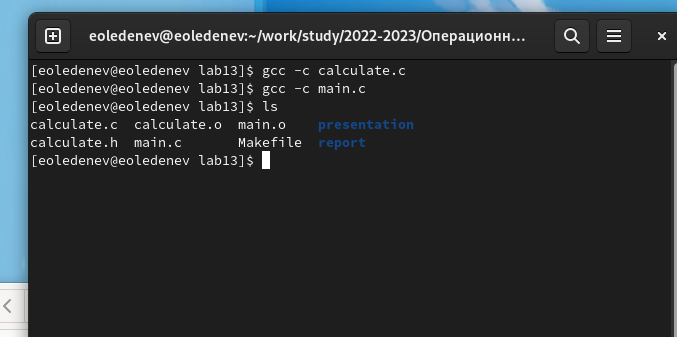 eoledenev@eoledenev:~/work/study/2022-2023/Операционн…
[eoledenev@eoledenev lab13]$ gcc -c calculate.c
[eoledenev@eoledenev lab13]$ gcc -c main.c
[eoledenev@eoledenev lab13]$ ls
calculate.c  calculate.o  main.o    presentation
calculate.h  main.c       Makefile  report
[eoledenev@eoledenev lab13]$